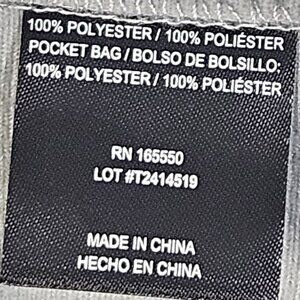 100% POLYESTER / 100% POLIÉSTER
POCKET BAG / BOLSO DE BOLSILLO:
100% POLYESTER / 100% POLIÉSTER
RN 165550
LOT #T2414519
MADE IN CHINA
HECHO EN CHINA